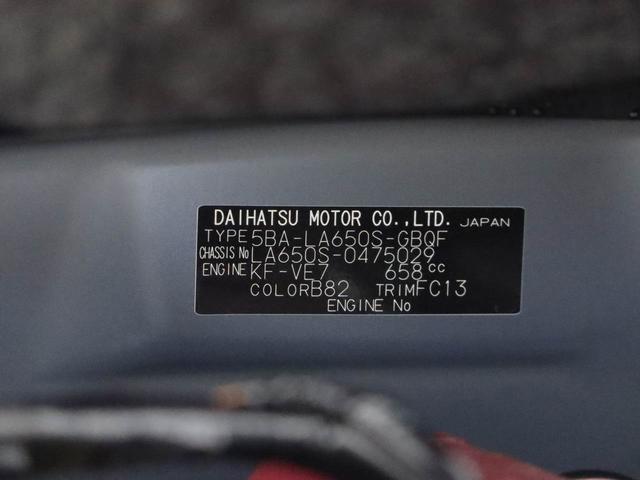 DAIHATSU MOTOR CO.,LTD. JAPAN
TYPE 5BA-LA650S-GBQF
CHASSIS No LA650S-0475029
ENGINE KF-VE7 658cc
COLOR B82 TRIM FC13
ENGINE No